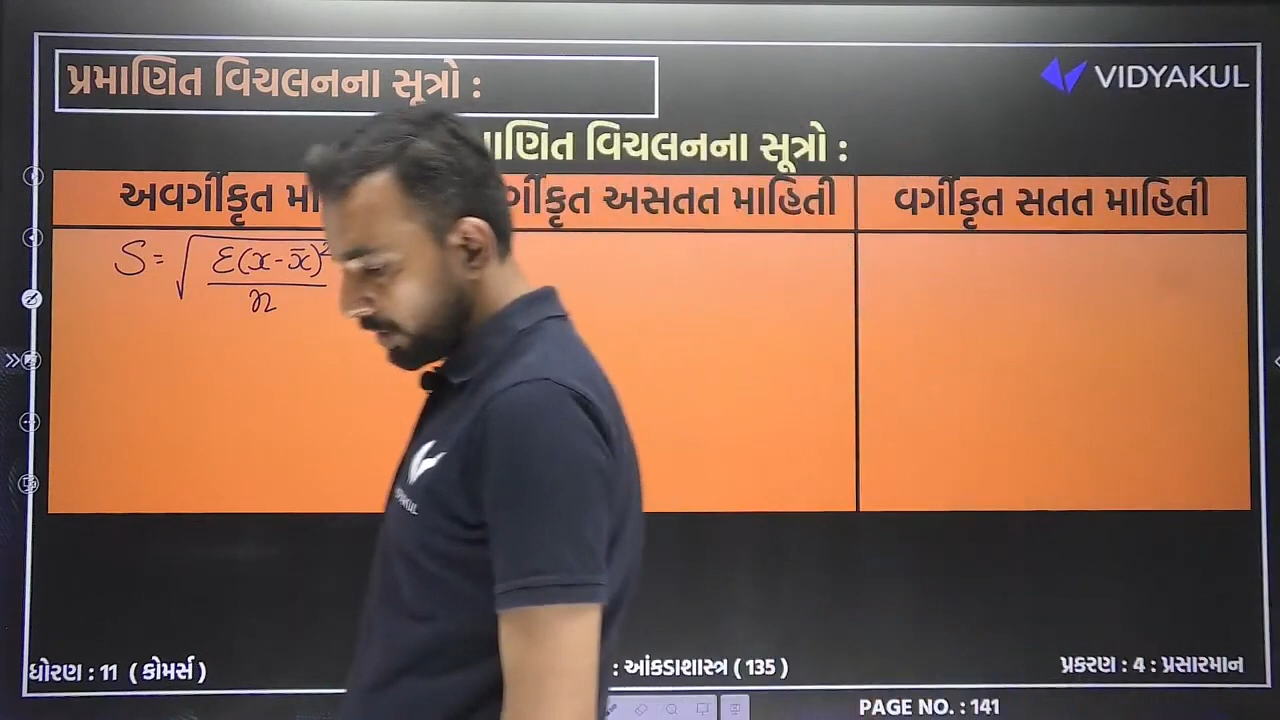 પ્રમાણિત વિચલનના સૂત્રો :
VIDYAKUL
વિચલનના સૂત્રો :
અવર્ગીકૃત
અસતત માહિતી
વર્ગીકૃત સતત માહિતી
S = √ Ɛ(x - x̄)² / n
ધોરણ : 11 ( કોમર્સ )
: આંકડાશાસ્ત્ર ( 135 )
પ્રકરણ : 4 : પ્રસારમાન
PAGE NO. : 141